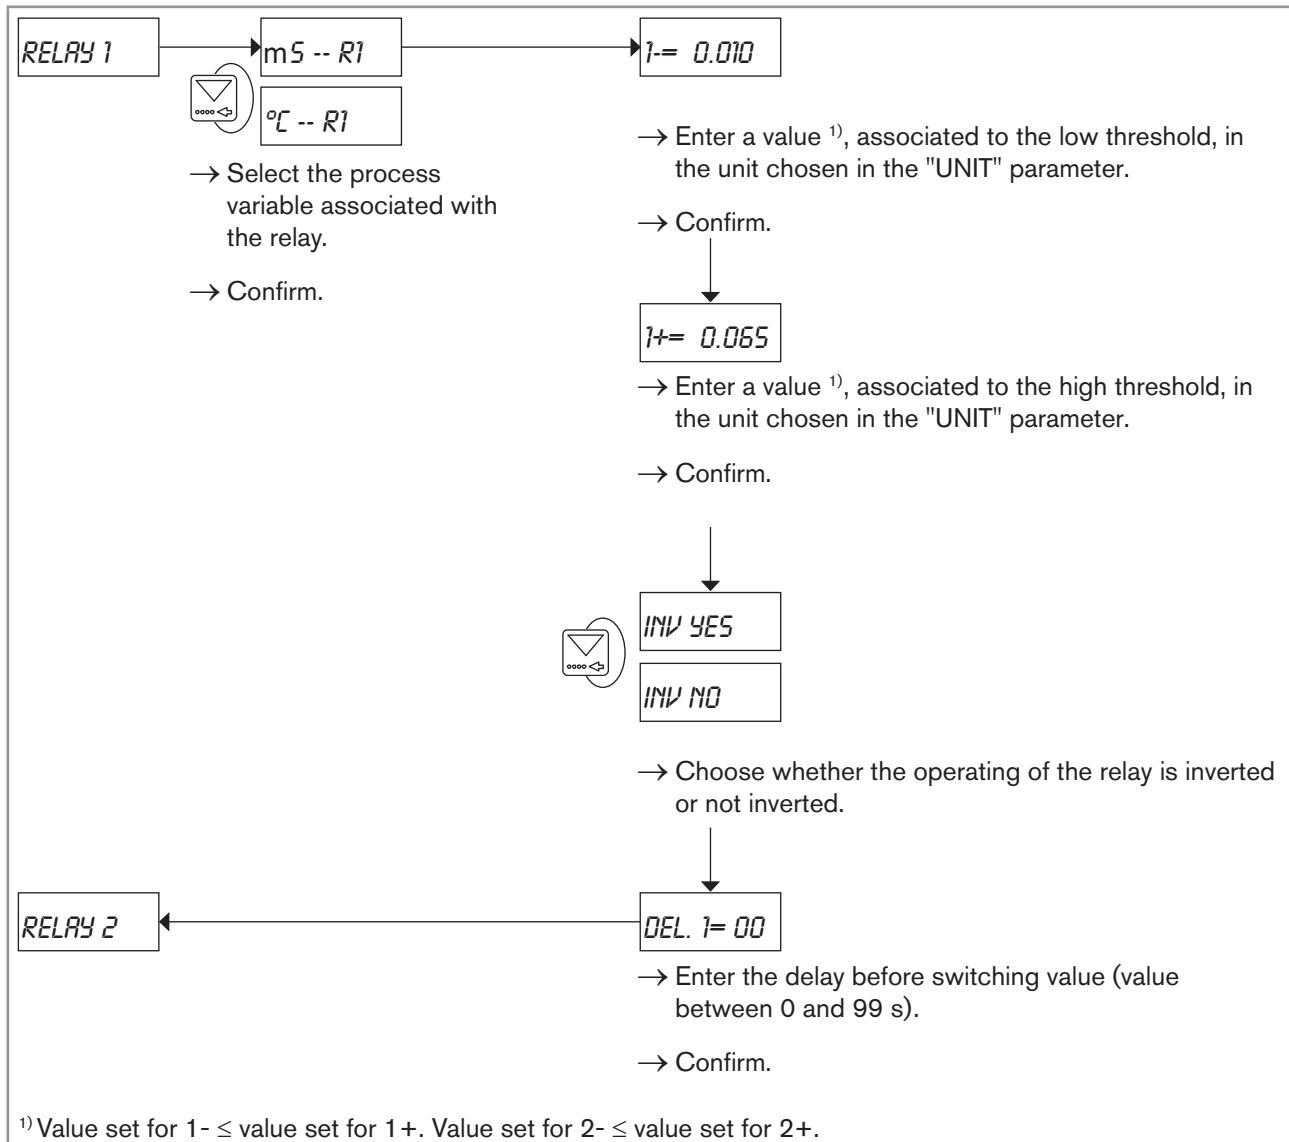 RELAY 1
mS -- R1
°C -- R1
→ Select the process
variable associated with
the relay.
→ Confirm.
1-= 0.010
→ Enter a value 1), associated to the low threshold, in
the unit chosen in the "UNIT" parameter.
→ Confirm.
1+= 0.065
→ Enter a value 1), associated to the high threshold, in
the unit chosen in the "UNIT" parameter.
→ Confirm.
INV YES
INV NO
→ Choose whether the operating of the relay is inverted
or not inverted.
DEL. 1= 00
→ Enter the delay before switching value (value
between 0 and 99 s).
→ Confirm.
RELAY 2
1) Value set for 1- ≤ value set for 1+. Value set for 2- ≤ value set for 2+.